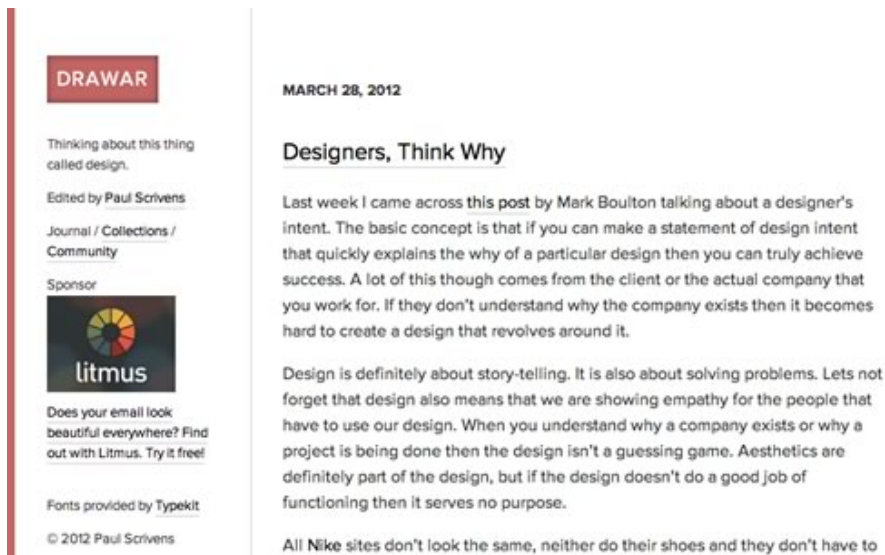 DRAWAR
Thinking about this thing
called design.
Edited by Paul Scrivens
Journal / Collections /
Community
Sponsor
litmus
Does your email look
beautiful everywhere? Find
out with Litmus. Try it free!
Fonts provided by Typekit
© 2012 Paul Scrivens
MARCH 28, 2012
Designers, Think Why
Last week I came across this post by Mark Boulton talking about a designer's
intent. The basic concept is that if you can make a statement of design intent
that quickly explains the why of a particular design then you can truly achieve
success. A lot of this though comes from the client or the actual company that
you work for. If they don't understand why the company exists then it becomes
hard to create a design that revolves around it.
Design is definitely about story-telling. It is also about solving problems. Lets not
forget that design also means that we are showing empathy for the people that
have to use our design. When you understand why a company exists or why a
project is being done then the design isn't a guessing game. Aesthetics are
definitely part of the design, but if the design doesn't do a good job of
functioning then it serves no purpose.
All Nike sites don't look the same, neither do their shoes and they don't have to